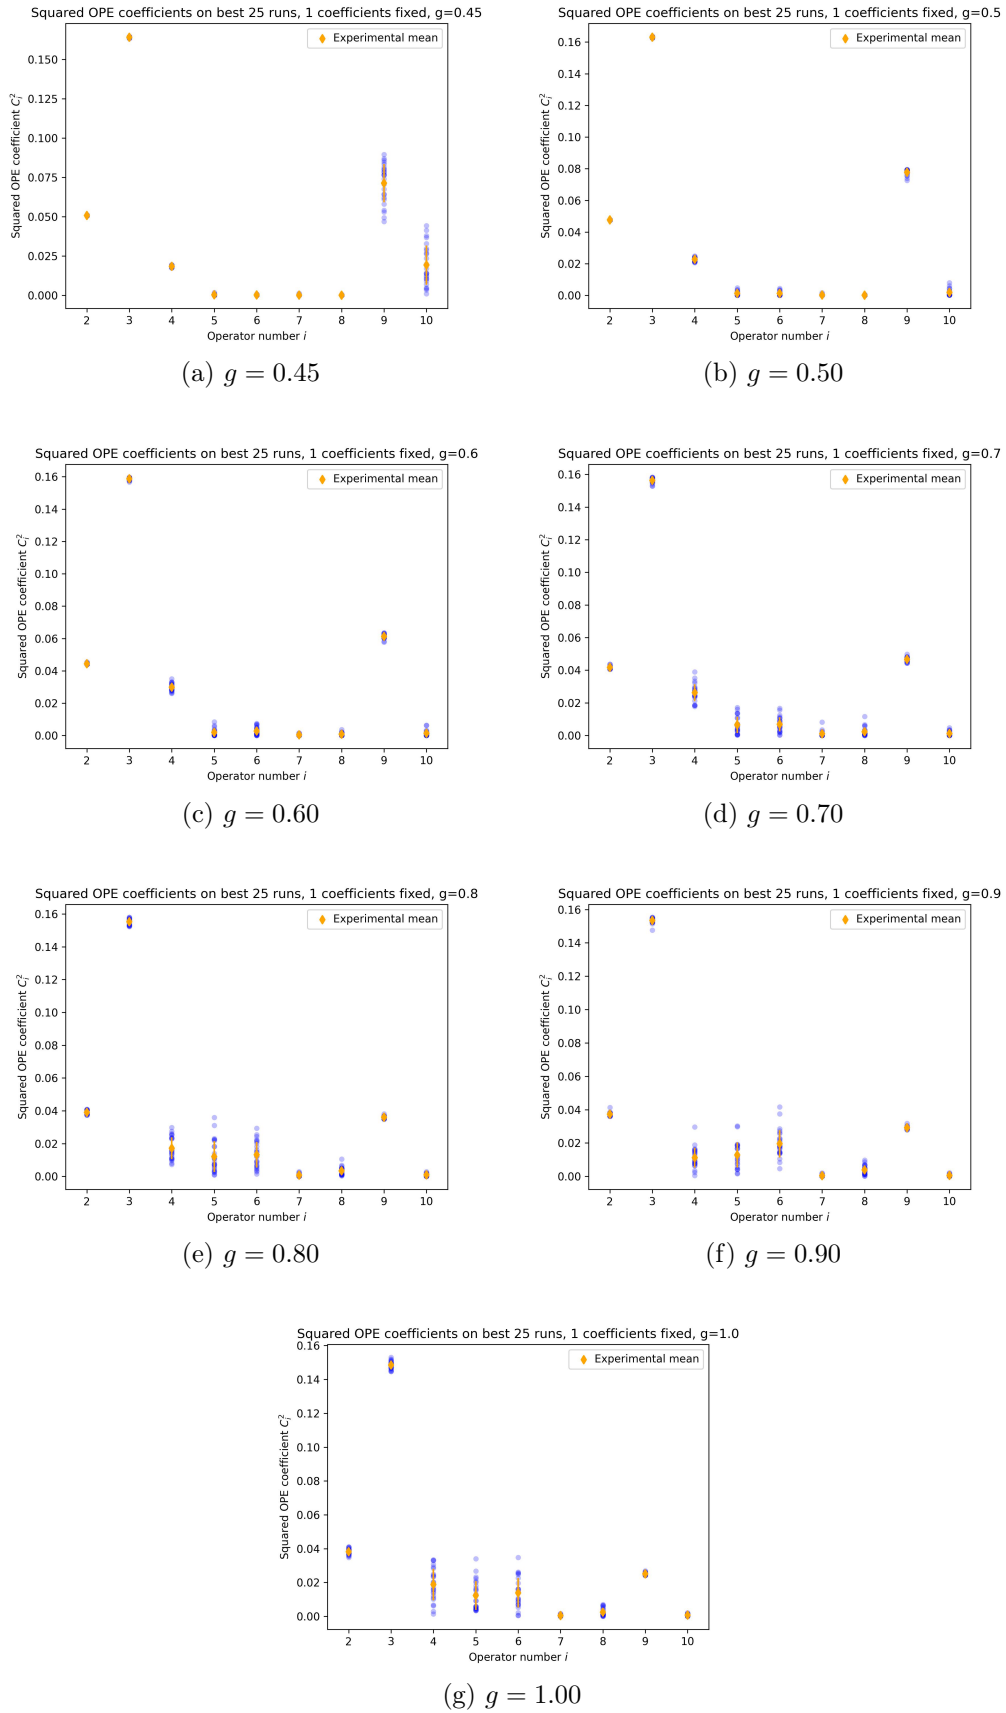 Squared OPE coefficients on best 25 runs, 1 coefficients fixed, g=0.45
Experimental mean
Squared OPE coefficient $C_i^2$
0.150
0.125
0.100
0.075
0.050
0.025
0.000
2 3 4 5 6 7 8 9 10
Operator number i
(a) g = 0.45
Squared OPE coefficients on best 25 runs, 1 coefficients fixed, g=0.5
Experimental mean
Squared OPE coefficient $C_i^2$
0.16
0.14
0.12
0.10
0.08
0.06
0.04
0.02
0.00
2 3 4 5 6 7 8 9 10
Operator number i
(b) g = 0.50
Squared OPE coefficients on best 25 runs, 1 coefficients fixed, g=0.6
Experimental mean
Squared OPE coefficient $C_i^2$
0.16
0.14
0.12
0.10
0.08
0.06
0.04
0.02
0.00
2 3 4 5 6 7 8 9 10
Operator number i
(c) g = 0.60
Squared OPE coefficients on best 25 runs, 1 coefficients fixed, g=0.7
Experimental mean
Squared OPE coefficient $C_i^2$
0.16
0.14
0.12
0.10
0.08
0.06
0.04
0.02
0.00
2 3 4 5 6 7 8 9 10
Operator number i
(d) g = 0.70
Squared OPE coefficients on best 25 runs, 1 coefficients fixed, g=0.8
Experimental mean
Squared OPE coefficient $C_i^2$
0.16
0.14
0.12
0.10
0.08
0.06
0.04
0.02
0.00
2 3 4 5 6 7 8 9 10
Operator number i
(e) g = 0.80
Squared OPE coefficients on best 25 runs, 1 coefficients fixed, g=0.9
Experimental mean
Squared OPE coefficient $C_i^2$
0.16
0.14
0.12
0.10
0.08
0.06
0.04
0.02
0.00
2 3 4 5 6 7 8 9 10
Operator number i
(f) g = 0.90
Squared OPE coefficients on best 25 runs, 1 coefficients fixed, g=1.0
Experimental mean
Squared OPE coefficient $C_i^2$
0.16
0.14
0.12
0.10
0.08
0.06
0.04
0.02
0.00
2 3 4 5 6 7 8 9 10
Operator number i
(g) g = 1.00